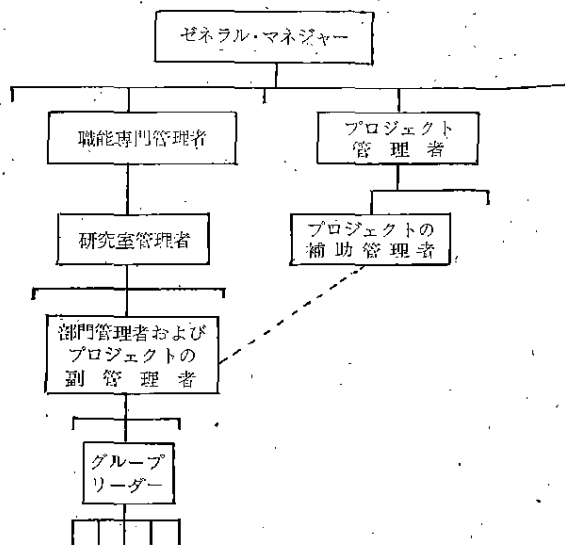 ゼネラル・マネジャー
職能専門管理者
プロジェクト
管理者
研究室管理者
プロジェクトの
補助管理者
部門管理者および
プロジェクトの
副管理者
グループ
リーダー